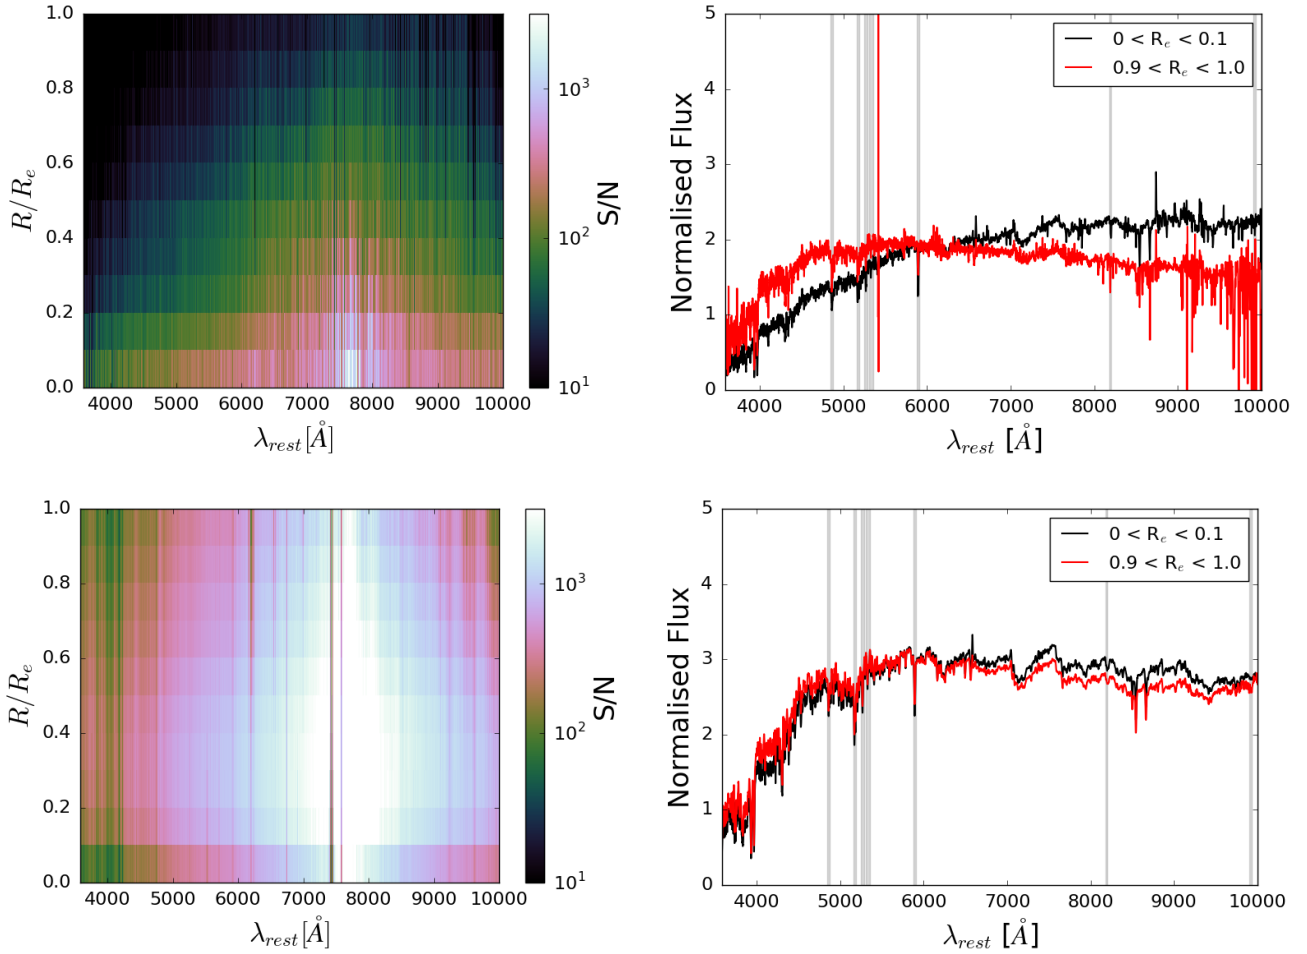 1.0
0.8
0.6
0.4
0.2
0.0
R/R_e
4000 5000 6000 7000 8000 9000 10000
λ_rest[Å]
10^3
10^2
10^1
S/N
5
4
3
2
1
0
Normalised Flux
0 < R_e < 0.1
0.9 < R_e < 1.0
4000 5000 6000 7000 8000 9000 10000
λ_rest [Å]
1.0
0.8
0.6
0.4
0.2
0.0
R/R_e
4000 5000 6000 7000 8000 9000 10000
λ_rest[Å]
10^3
10^2
10^1
S/N
5
4
3
2
1
0
Normalised Flux
0 < R_e < 0.1
0.9 < R_e < 1.0
4000 5000 6000 7000 8000 9000 10000
λ_rest [Å]